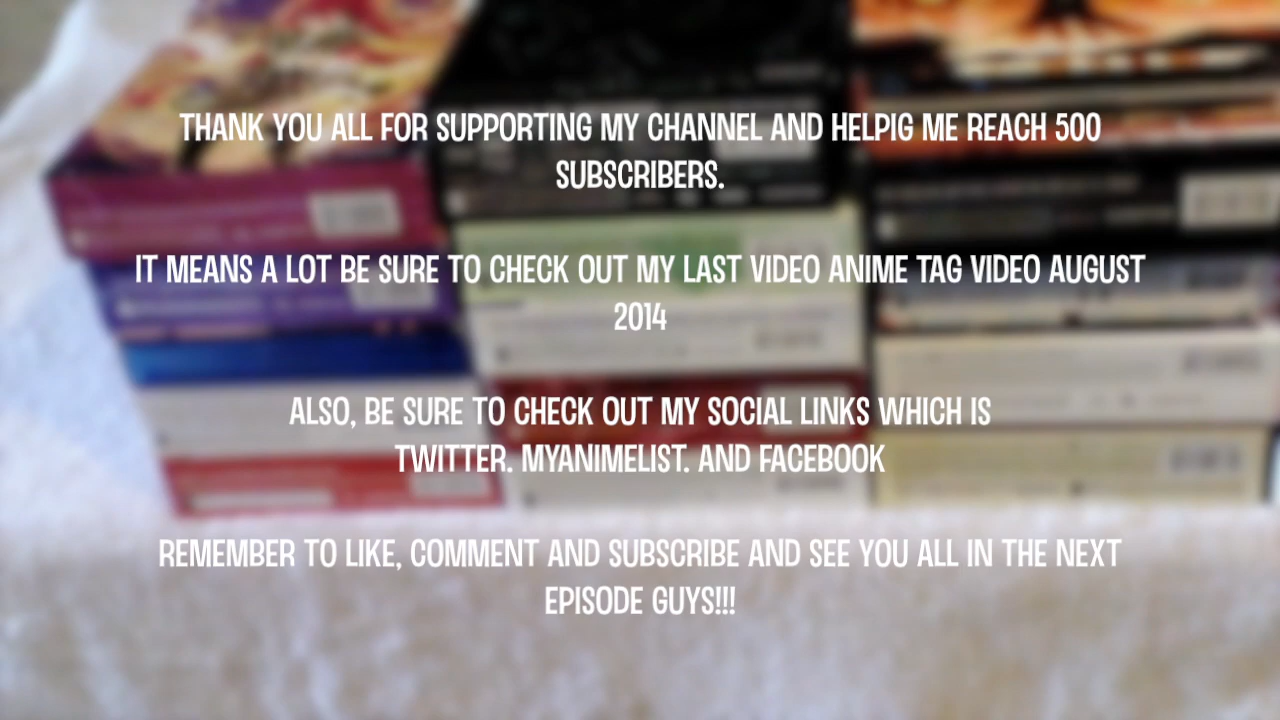 THANK YOU ALL FOR SUPPORTING MY CHANNEL AND HELPIG ME REACH 500
SUBSCRIBERS.
IT MEANS A LOT BE SURE TO CHECK OUT MY LAST VIDEO ANIME TAG VIDEO AUGUST
2014
ALSO, BE SURE TO CHECK OUT MY SOCIAL LINKS WHICH IS
TWITTER. MYANIMELIST. AND FACEBOOK
REMEMBER TO LIKE, COMMENT AND SUBSCRIBE AND SEE YOU ALL IN THE NEXT
EPISODE GUYS!!!